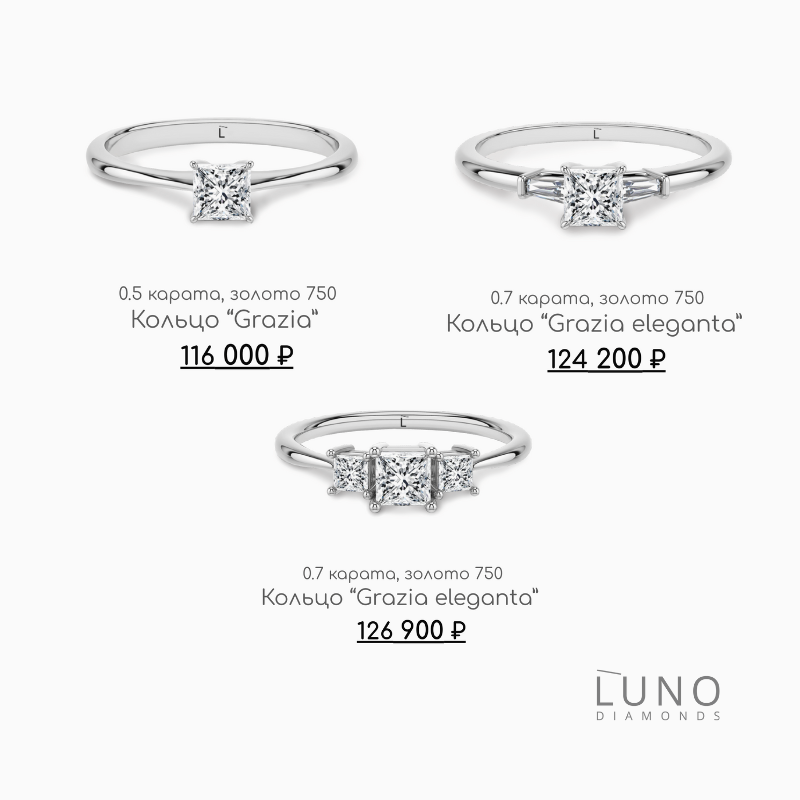 0.5 карата, золото 750
Кольцо “Grazia”
116 000 ₽
0.7 карата, золото 750
Кольцо “Grazia eleganta”
124 200 ₽
0.7 карата, золото 750
Кольцо “Grazia eleganta”
126 900 ₽
LUNO
DIAMONDS